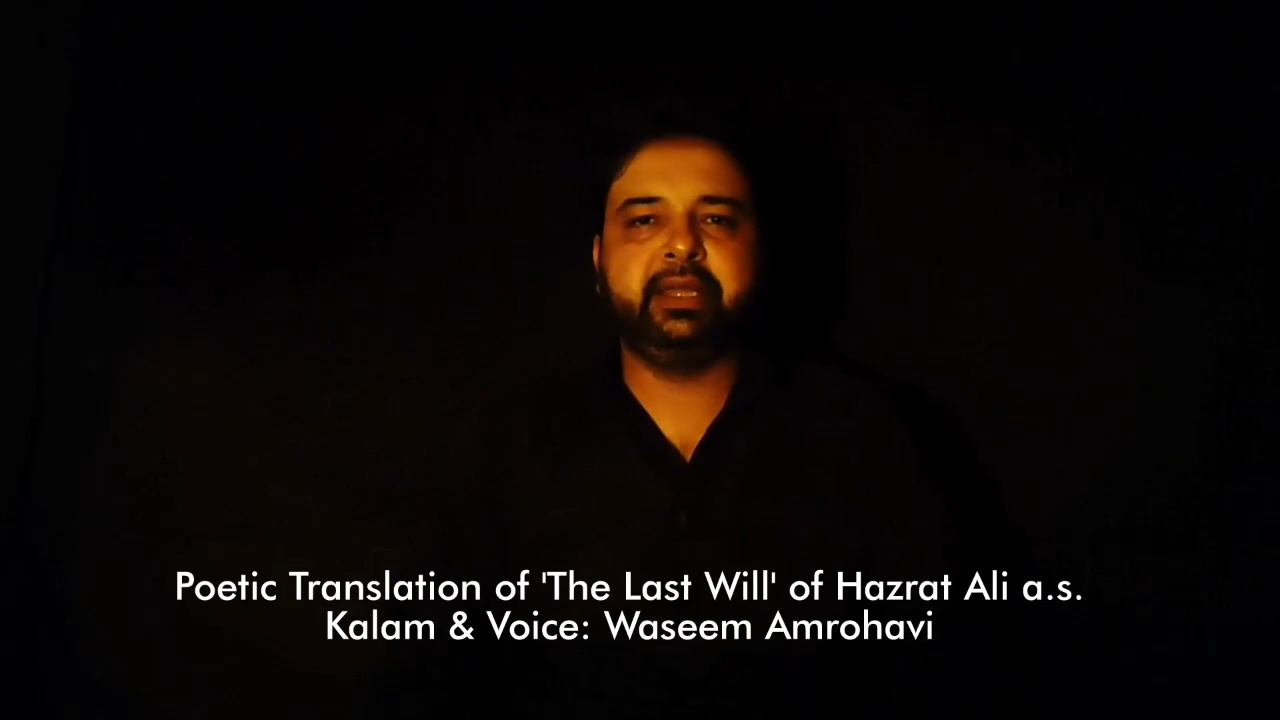 Poetic Translation of 'The Last Will' of Hazrat Ali a.s.
Kalam & Voice: Waseem Amrohavi